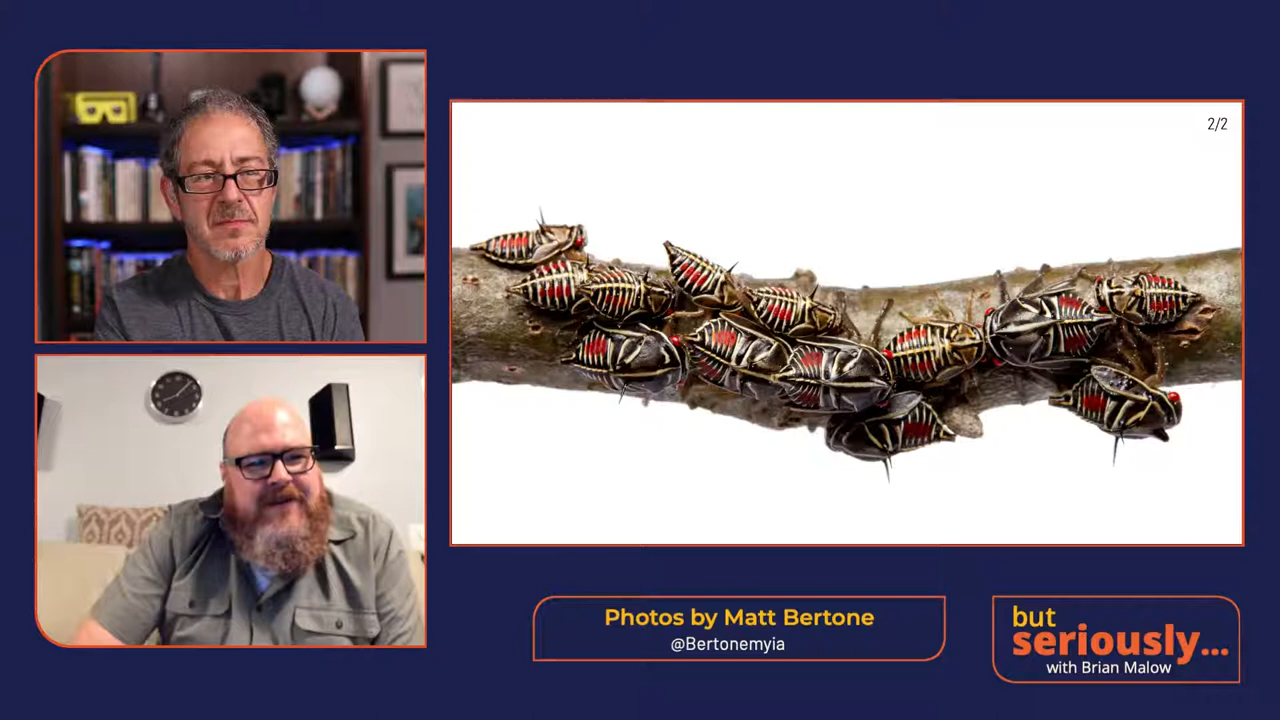 2/2
Photos by Matt Bertone
@Bertonemyia
but
seriously...
with Brian Malow